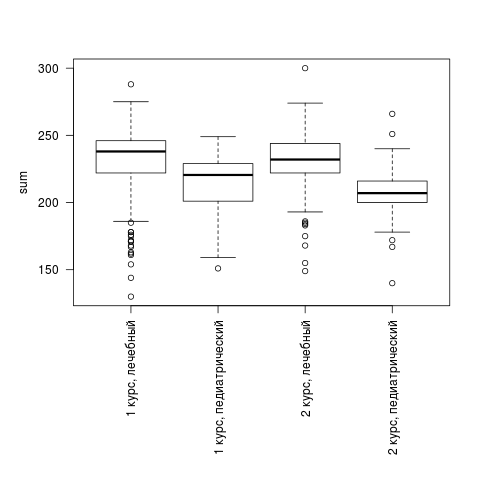 300
250
200
150
sum
1 курс, лечебный
1 курс, педиатрический
2 курс, лечебный
2 курс, педиатрический